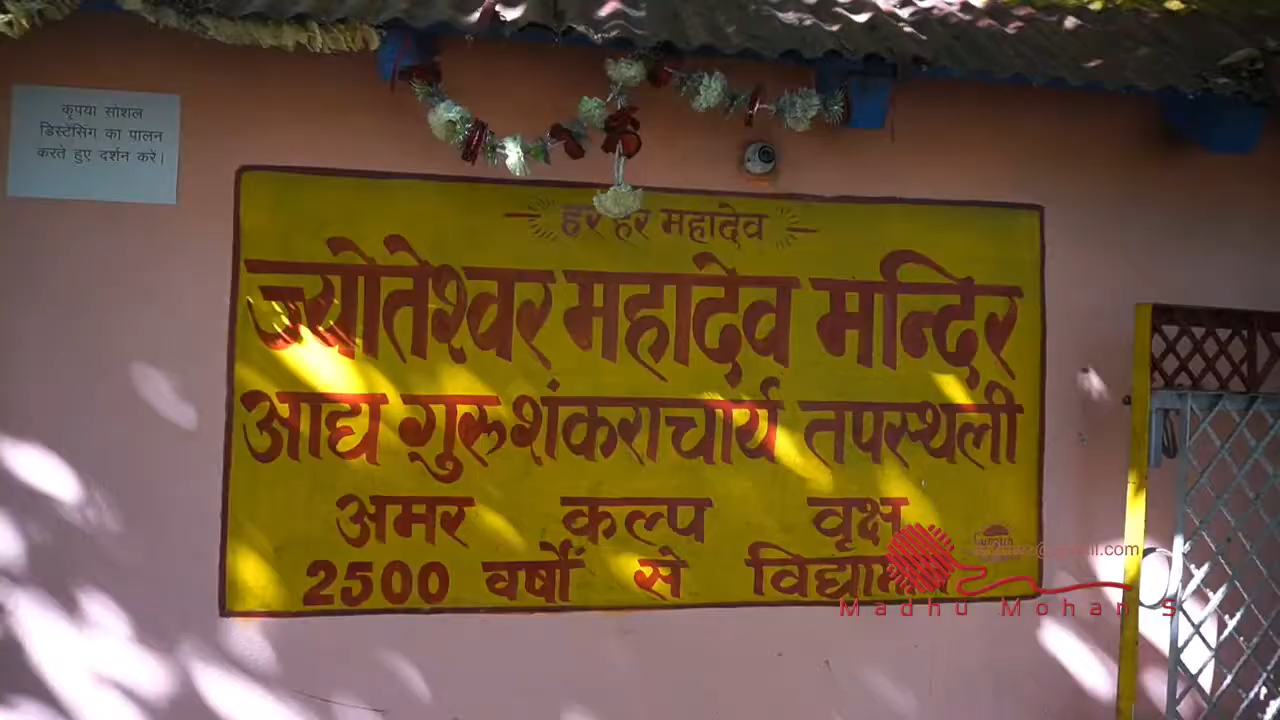 कृपया सोशल
डिस्टेंसिंग का पालन
करते हुए दर्शन करें।
हर हर महादेव
ज्योतेश्वर महादेव मन्दिर
आद्य गुरु शंकराचार्य तपस्थली
अमर कल्प वृक्ष
2500 वर्षो से
Madhu Mohan S